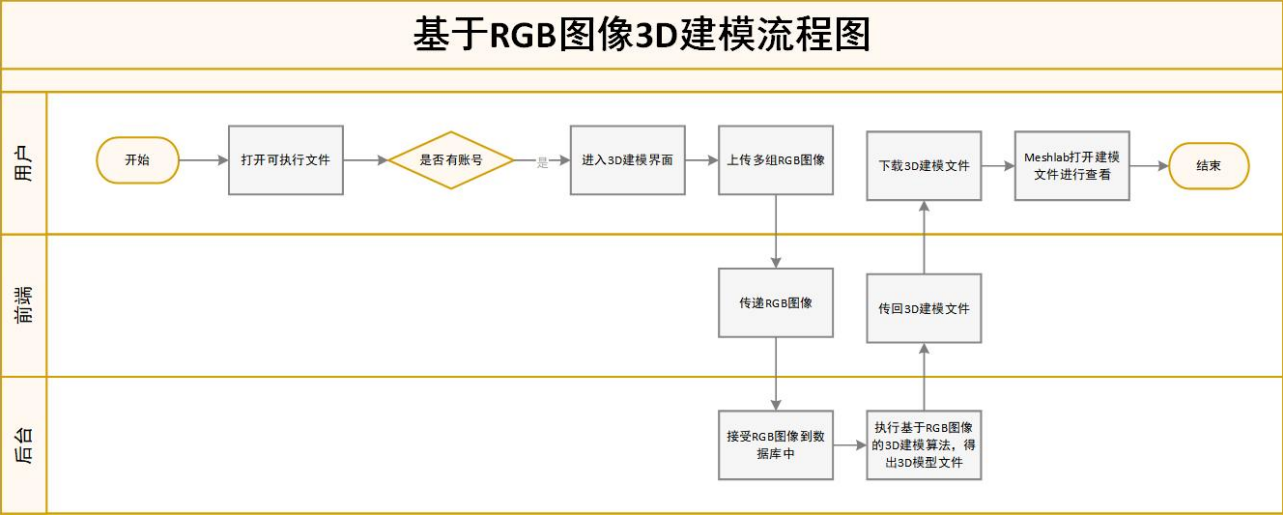 基于RGB图像3D建模流程图
用户
开始
打开可执行文件
是否有账号
是
进入3D建模界面
上传多组RGB图像
下载3D建模文件
Meshlab打开建模
文件进行查看
结束
前端
传递RGB图像
传回3D建模文件
后台
接受RGB图像到数
据库中
执行基于RGB图像
的3D建模算法，得
出3D模型文件